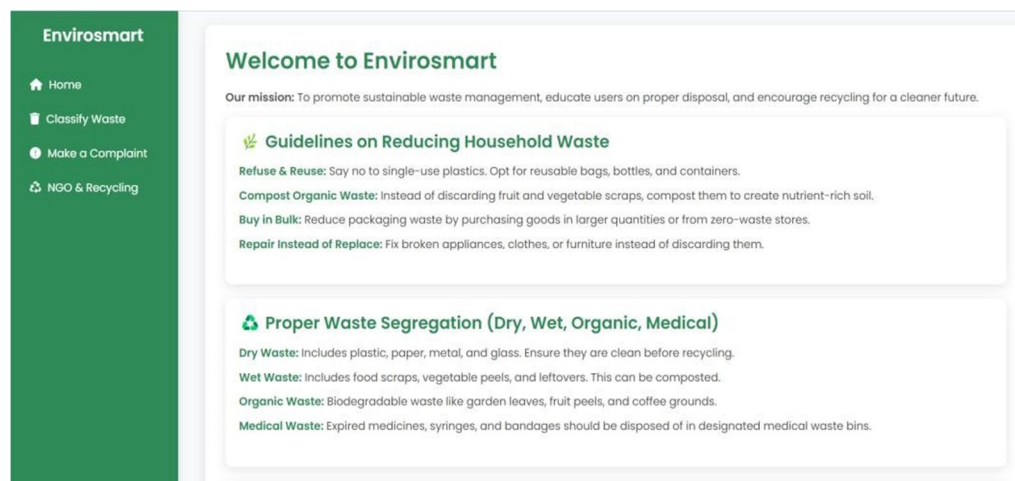 Envirosmart
Home
Classify Waste
Make a Complaint
NGO & Recycling
Welcome to Envirosmart
Our mission: To promote sustainable waste management, educate users on proper disposal, and encourage recycling for a cleaner future.
Guidelines on Reducing Household Waste
Refuse & Reuse: Say no to single-use plastics. Opt for reusable bags, bottles, and containers.
Compost Organic Waste: Instead of discarding fruit and vegetable scraps, compost them to create nutrient-rich soil.
Buy in Bulk: Reduce packaging waste by purchasing goods in larger quantities or from zero-waste stores.
Repair Instead of Replace: Fix broken appliances, clothes, or furniture instead of discarding them.
Proper Waste Segregation (Dry, Wet, Organic, Medical)
Dry Waste: Includes plastic, paper, metal, and glass. Ensure they are clean before recycling.
Wet Waste: Includes food scraps, vegetable peels, and leftovers. This can be composted.
Organic Waste: Biodegradable waste like garden leaves, fruit peels, and coffee grounds.
Medical Waste: Expired medicines, syringes, and bandages should be disposed of in designated medical waste bins.